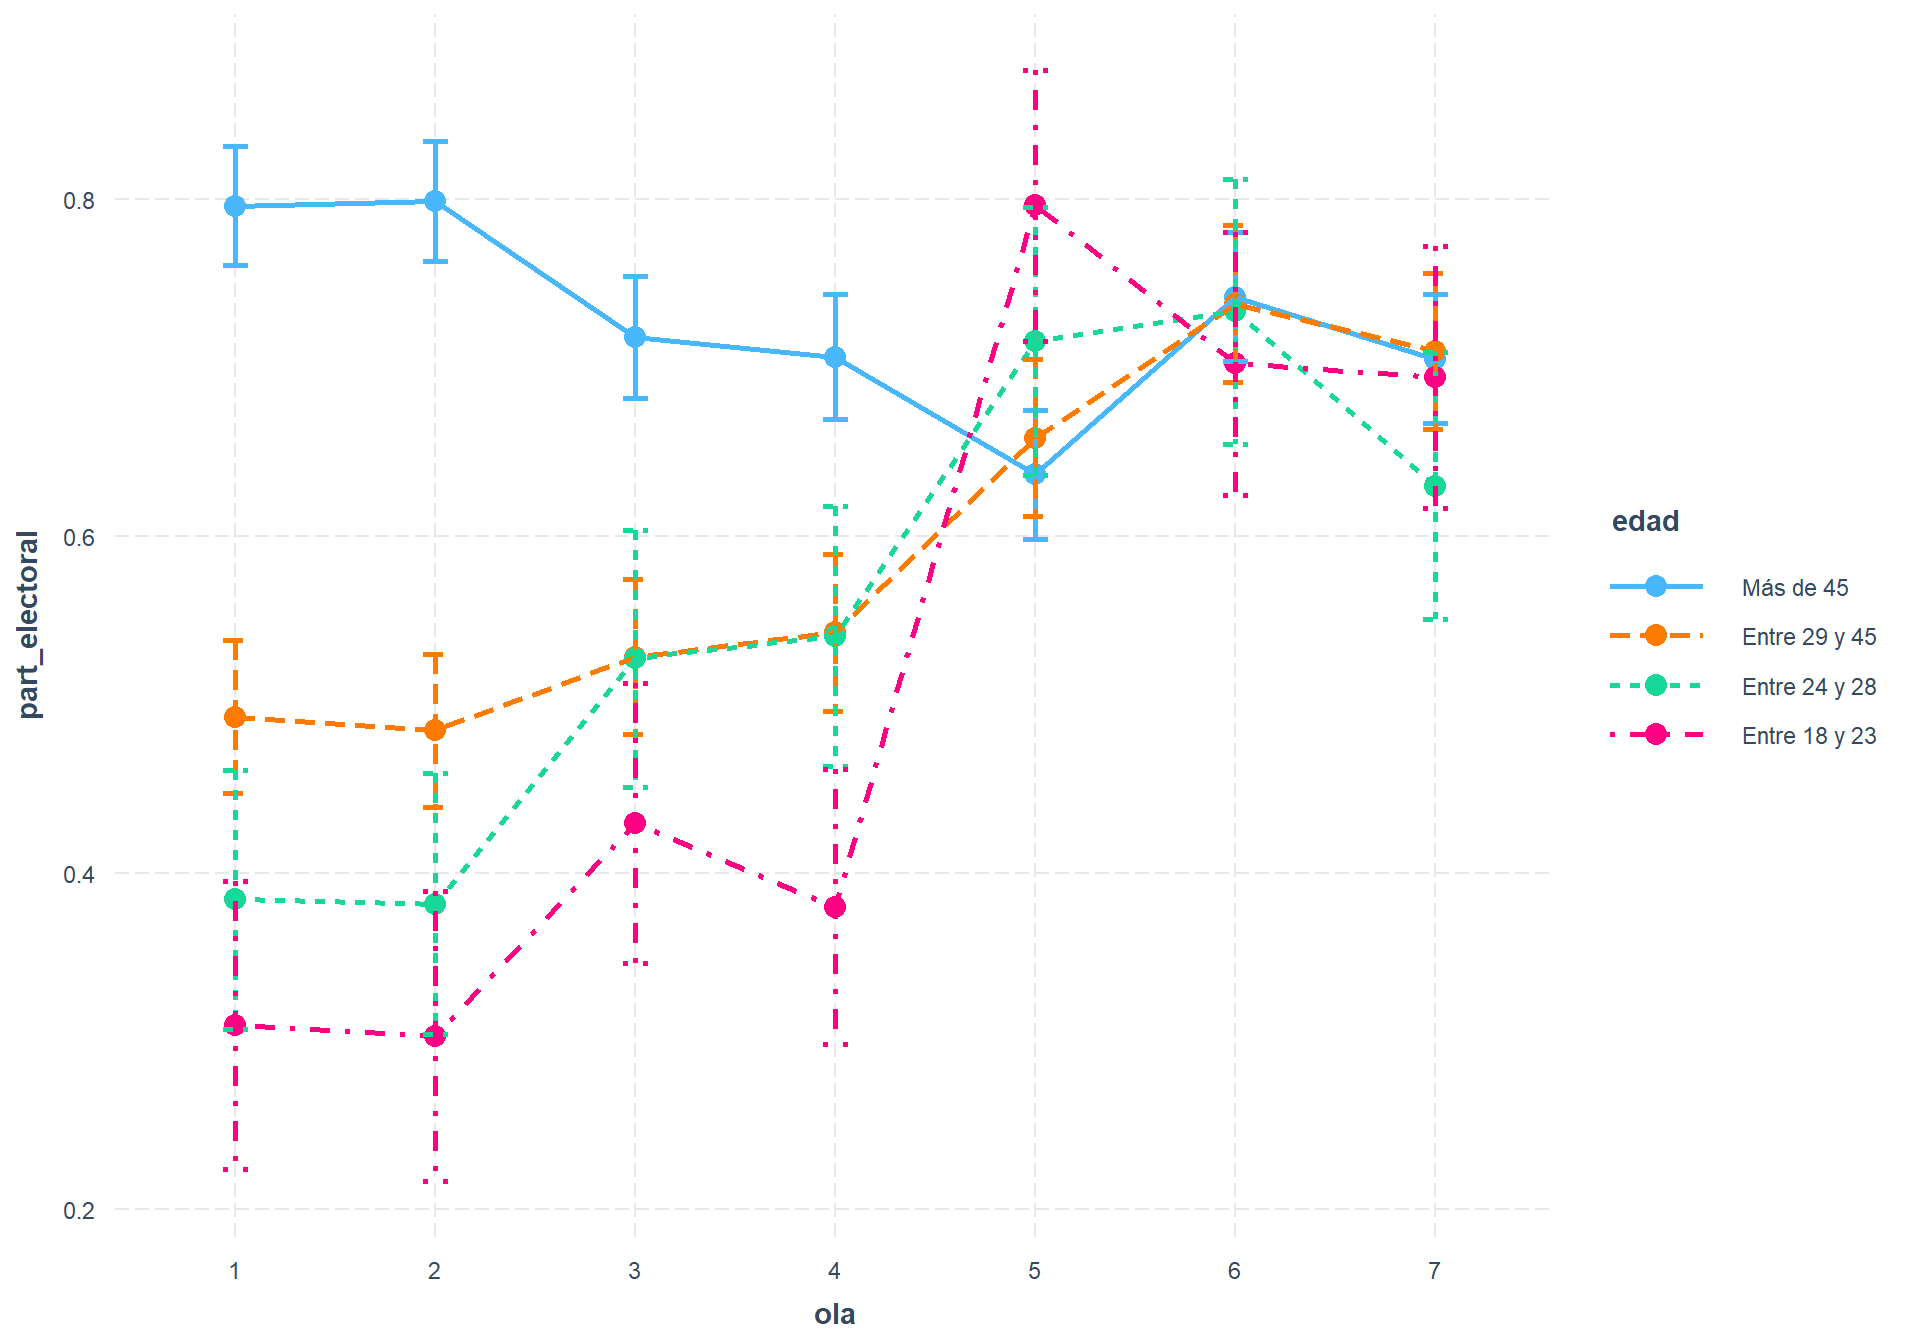 0.8
0.6
0.4
0.2
part_electoral
1 2 3 4 5 6 7
ola
edad
Más de 45
Entre 29 y 45
Entre 24 y 28
Entre 18 y 23